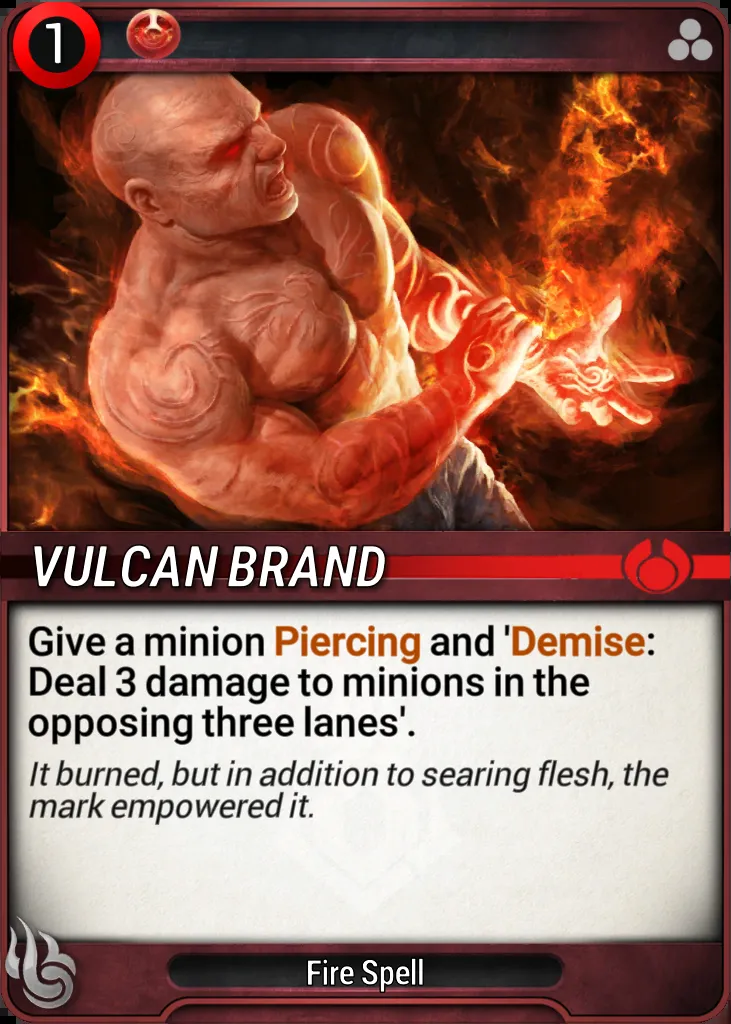 1
VULCAN BRAND
Give a minion Piercing and 'Demise:
Deal 3 damage to minions in the
opposing three lanes'.
It burned, but in addition to searing flesh, the
mark empowered it.
Fire Spell